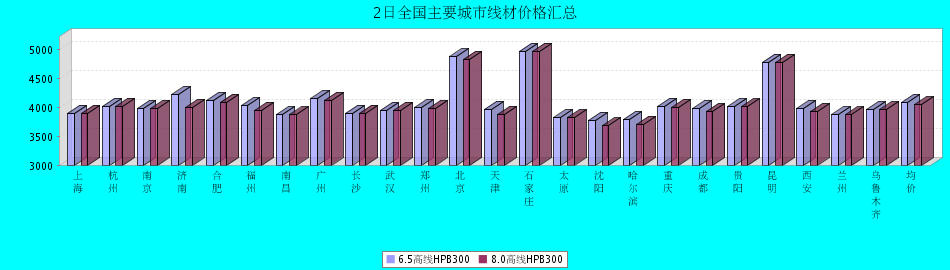 2日全国主要城市线材价格汇总
5000
4500
4000
3500
3000
上海 杭州 南京 济南 合肥 福州 南昌 广州 长沙 武汉 郑州 北京 天津 石家庄 太原 沈阳 哈尔滨 重庆 成都 贵阳 昆明 西安 兰州 乌鲁木齐 均价
6.5高线HPB300 8.0高线HPB300